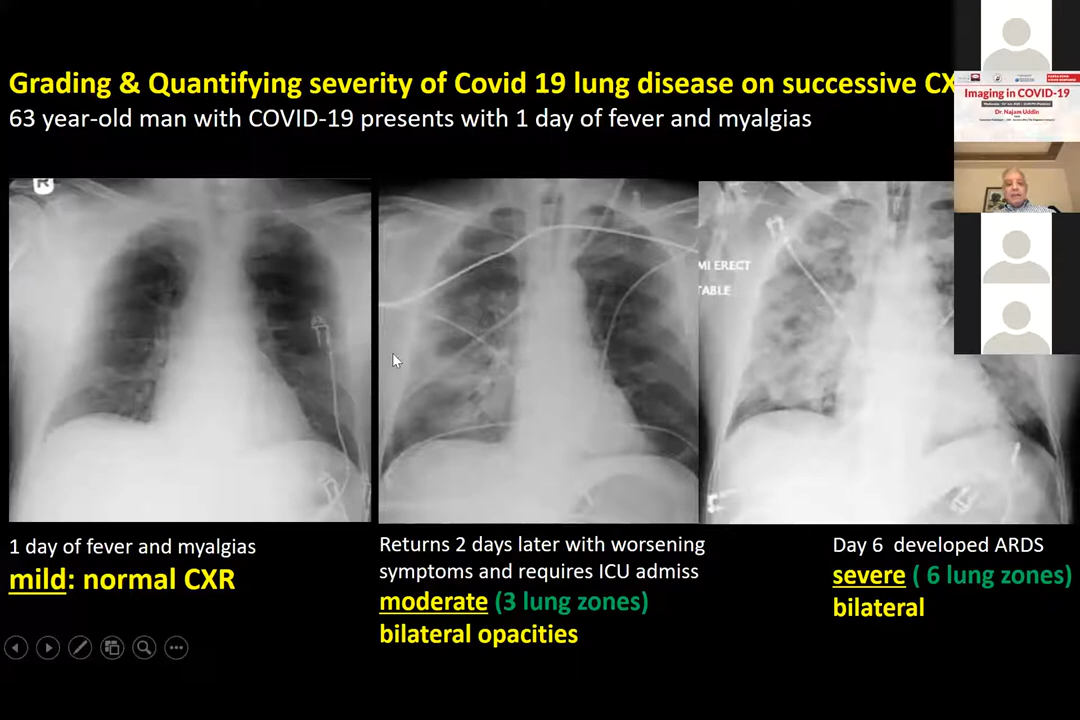 Grading & Quantifying severity of Covid 19 lung disease on successive CX
63 year-old man with COVID-19 presents with 1 day of fever and myalgias
Imaging in COVID-19
Dr. Najam Uddin
R
MI ERECT
TABLE
1 day of fever and myalgias
mild: normal CXR
Returns 2 days later with worsening
symptoms and requires ICU admiss
moderate (3 lung zones)
bilateral opacities
Day 6 developed ARDS
severe ( 6 lung zones)
bilateral